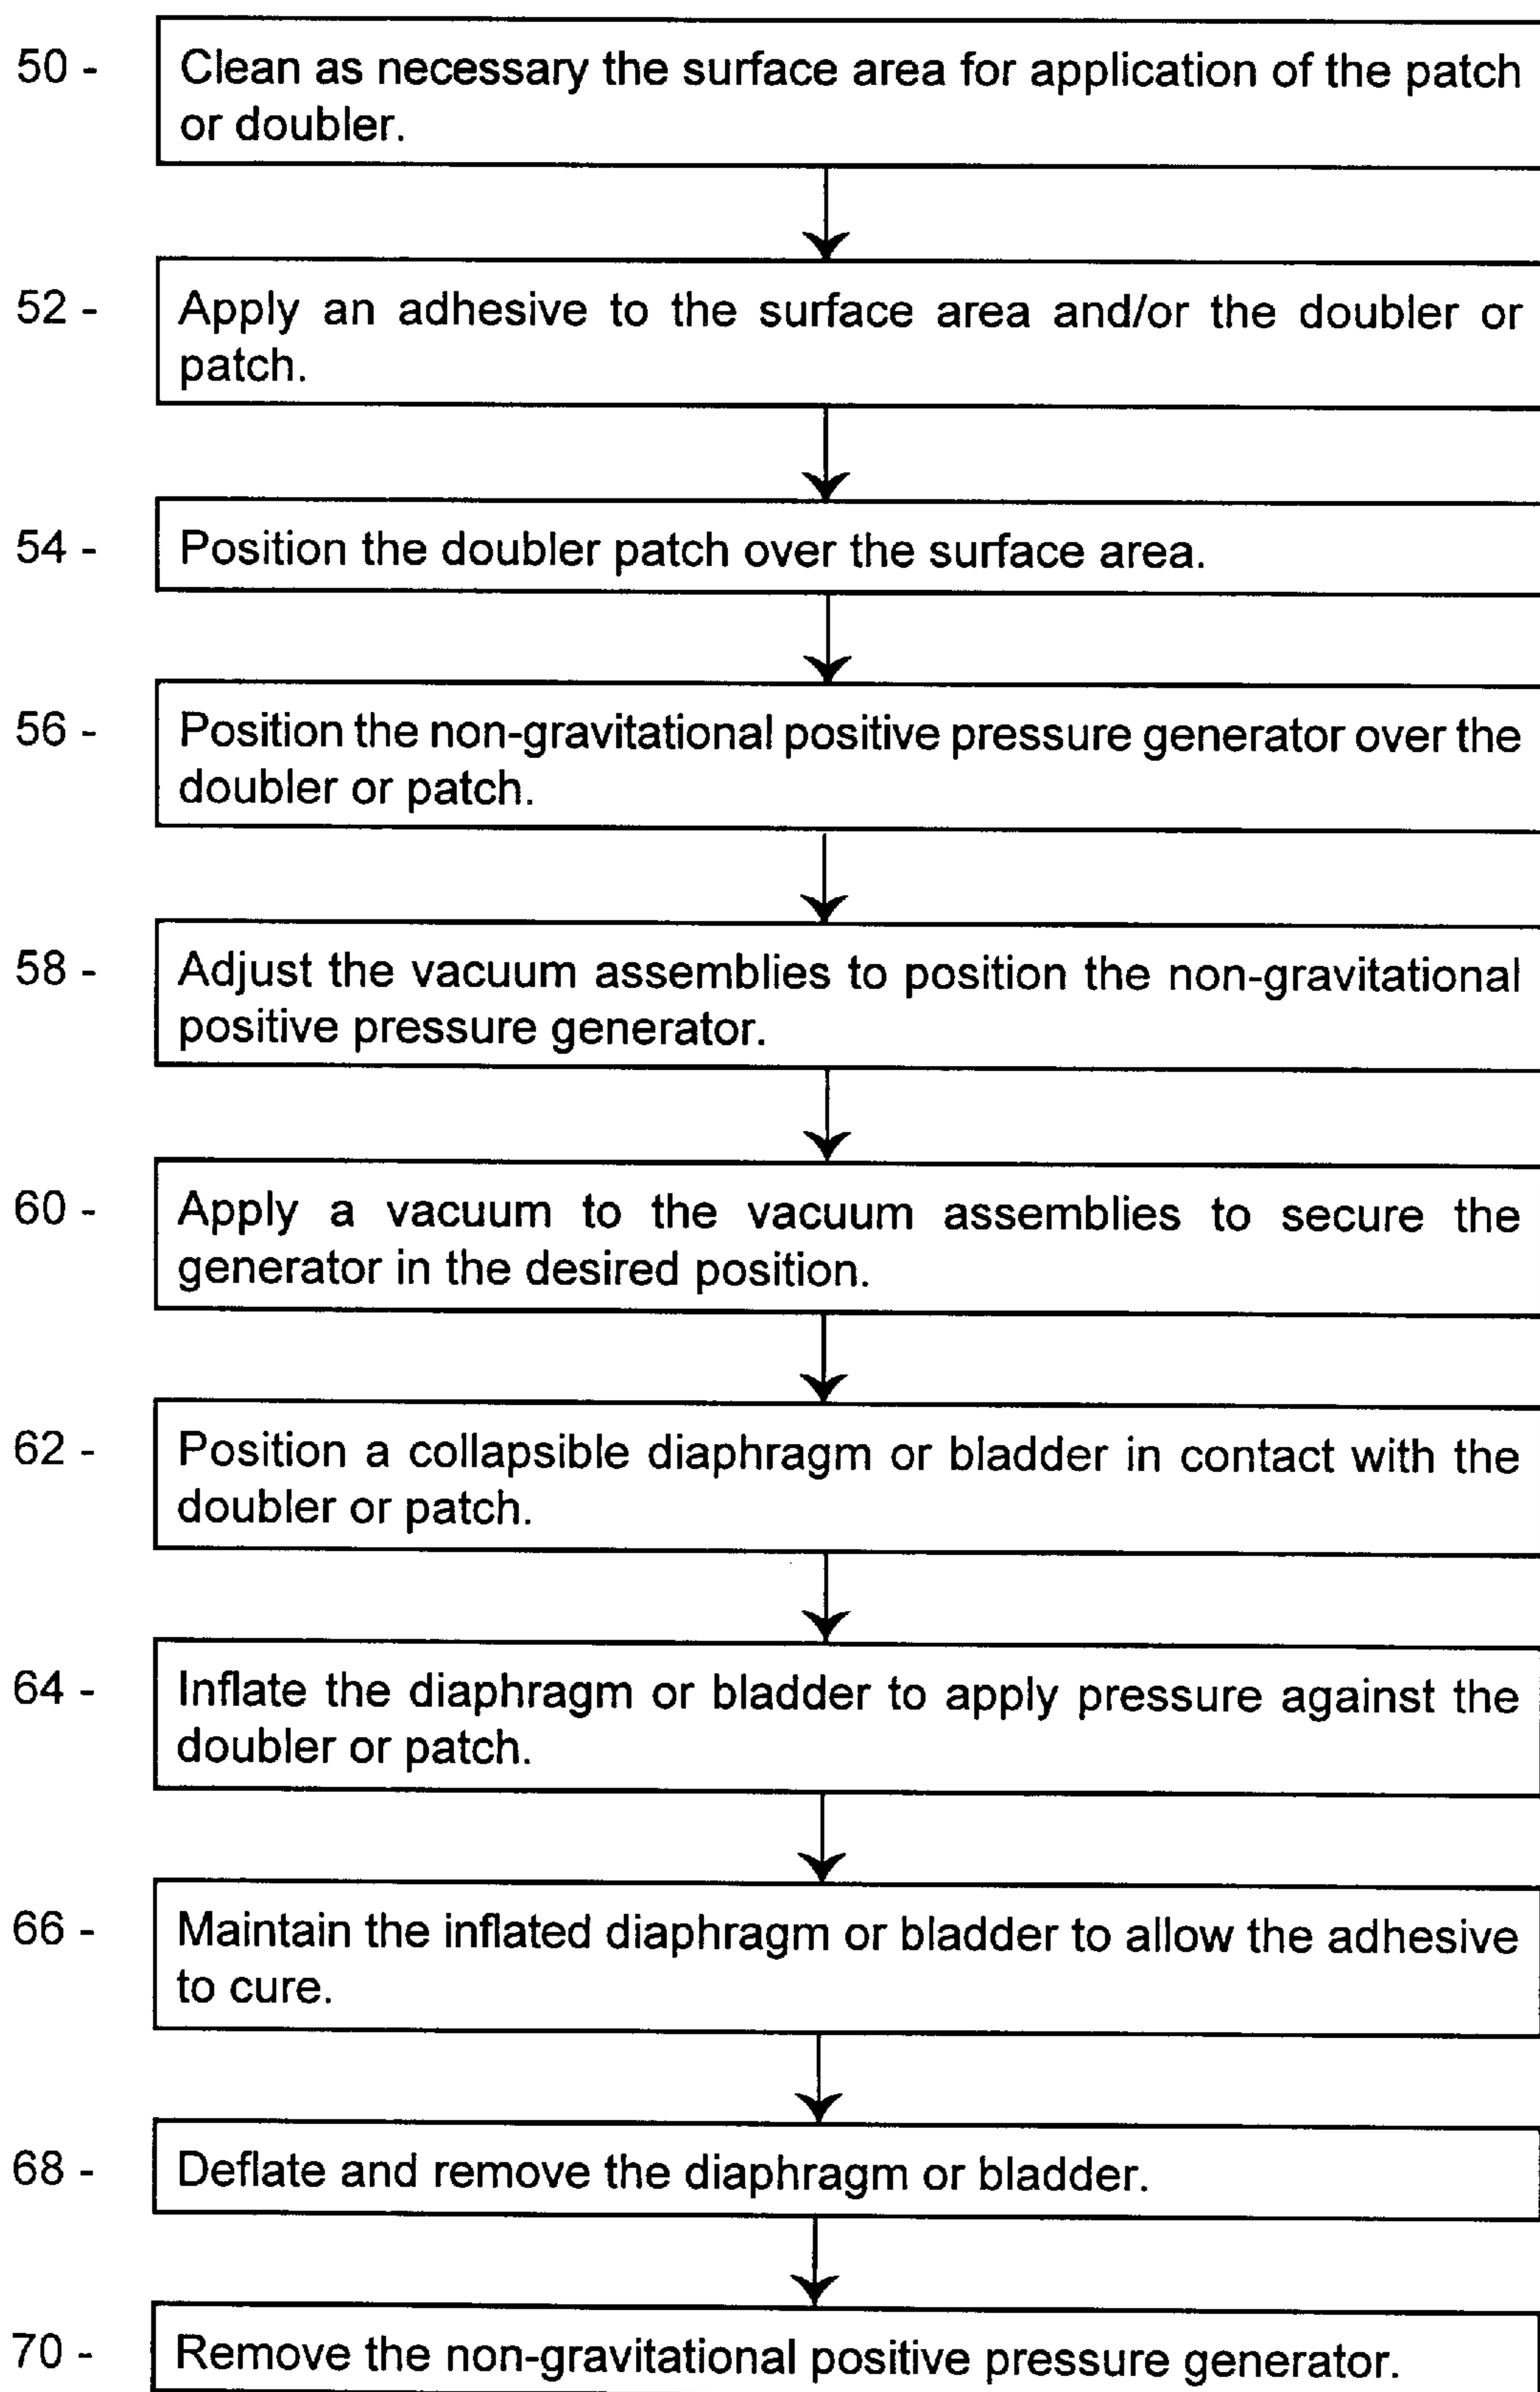 50 - Clean as necessary the surface area for application of the patch
or doubler.
52 - Apply an adhesive to the surface area and/or the doubler or
patch.
54 - Position the doubler patch over the surface area.
56 - Position the non-gravitational positive pressure generator over the
doubler or patch.
58 - Adjust the vacuum assemblies to position the non-gravitational
positive pressure generator.
60 - Apply a vacuum to the vacuum assemblies to secure the
generator in the desired position.
62 - Position a collapsible diaphragm or bladder in contact with the
doubler or patch.
64 - Inflate the diaphragm or bladder to apply pressure against the
doubler or patch.
66 - Maintain the inflated diaphragm or bladder to allow the adhesive
to cure.
68 - Deflate and remove the diaphragm or bladder.
70 - Remove the non-gravitational positive pressure generator.